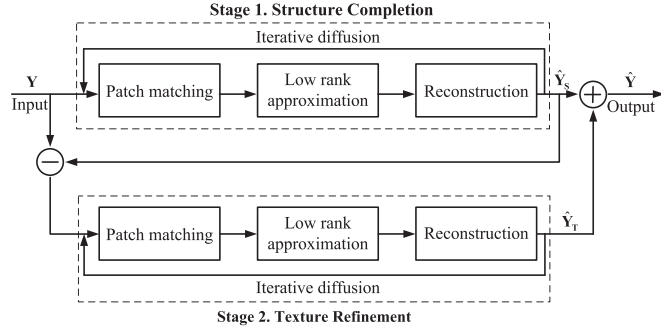 Stage 1. Structure Completion
Iterative diffusion
Y
Input
Patch matching
Low rank
approximation
Reconstruction
Ŷ_S
+
Ŷ
Output
−
Patch matching
Low rank
approximation
Reconstruction
Ŷ_T
Iterative diffusion
Stage 2. Texture Refinement